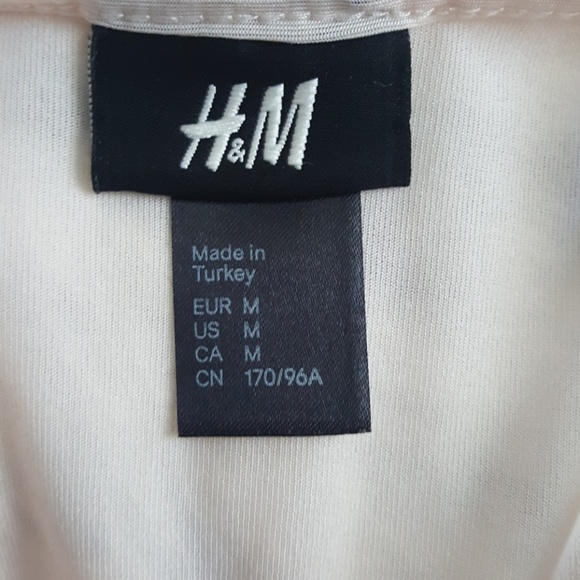 H&M
Made in
Turkey
EUR M
US M
CA M
CN 170/96A